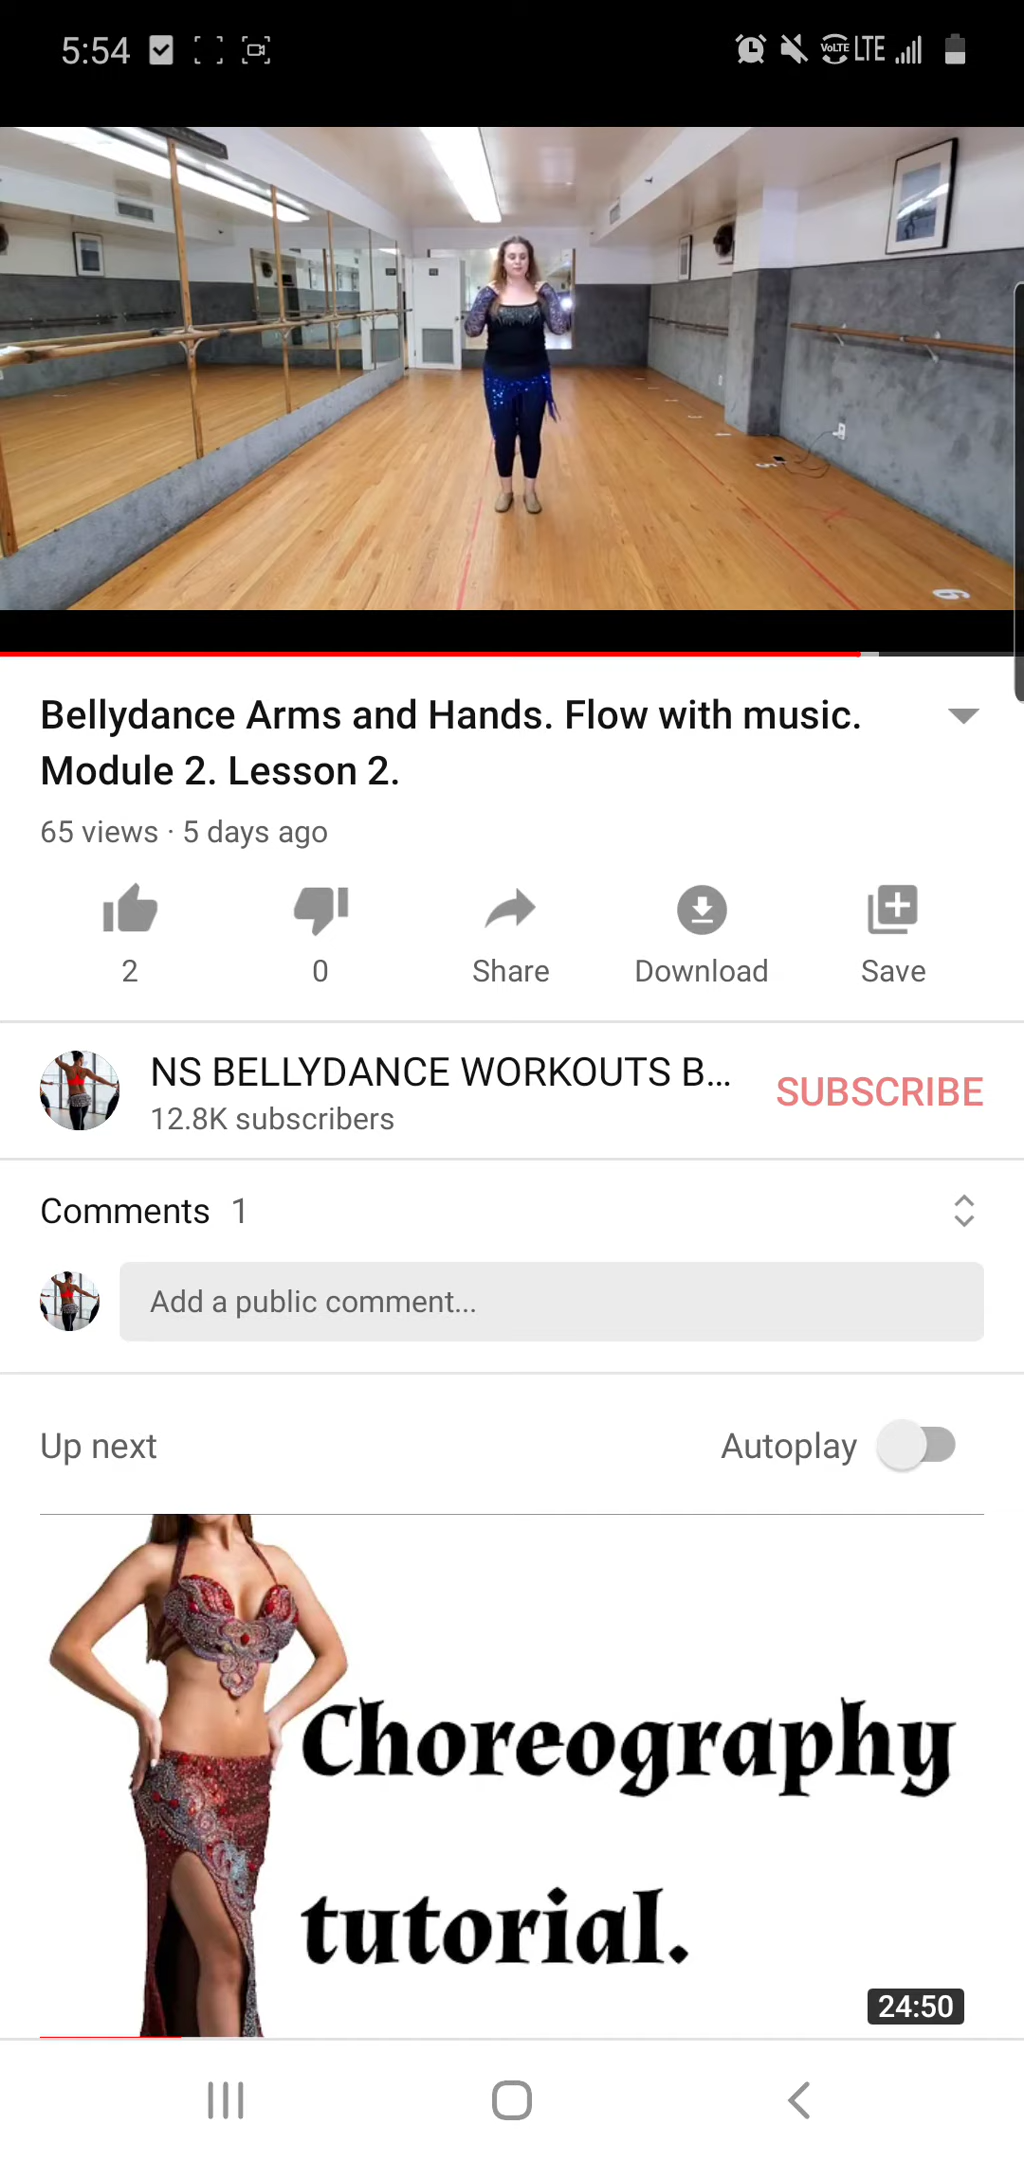 5:54
VoLTE LTE
6
Bellydance Arms and Hands. Flow with music.
Module 2. Lesson 2.
65 views · 5 days ago
2 0 Share Download Save
NS BELLYDANCE WORKOUTS B...
12.8K subscribers
SUBSCRIBE
Comments 1
Add a public comment...
Up next
Autoplay
Choreography
tutorial.
24:50